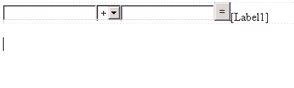 + = [Label1]